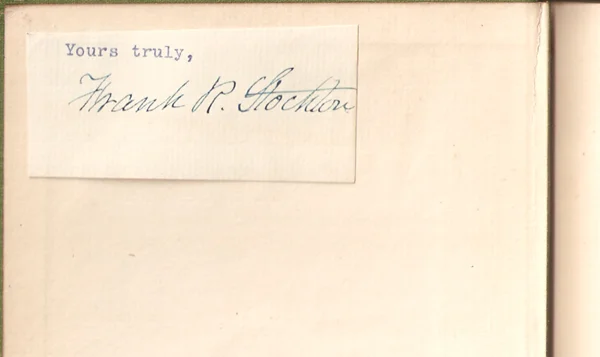 Yours truly,
Frank R. Stockton